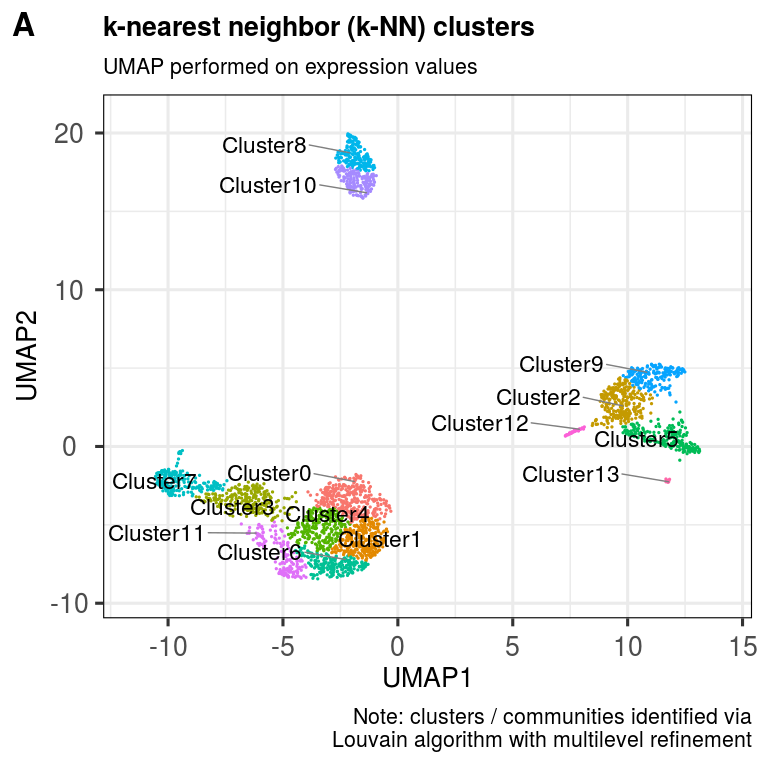 A
k-nearest neighbor (k-NN) clusters
UMAP performed on expression values
20
10
0
-10
UMAP2
Cluster8
Cluster10
Cluster9
Cluster2
Cluster12
Cluster5
Cluster13
Cluster7
Cluster0
Cluster3
Cluster4
Cluster11
Cluster1
Cluster6
-10
-5
0
5
10
15
UMAP1
Note: clusters / communities identified via
Louvain algorithm with multilevel refinement